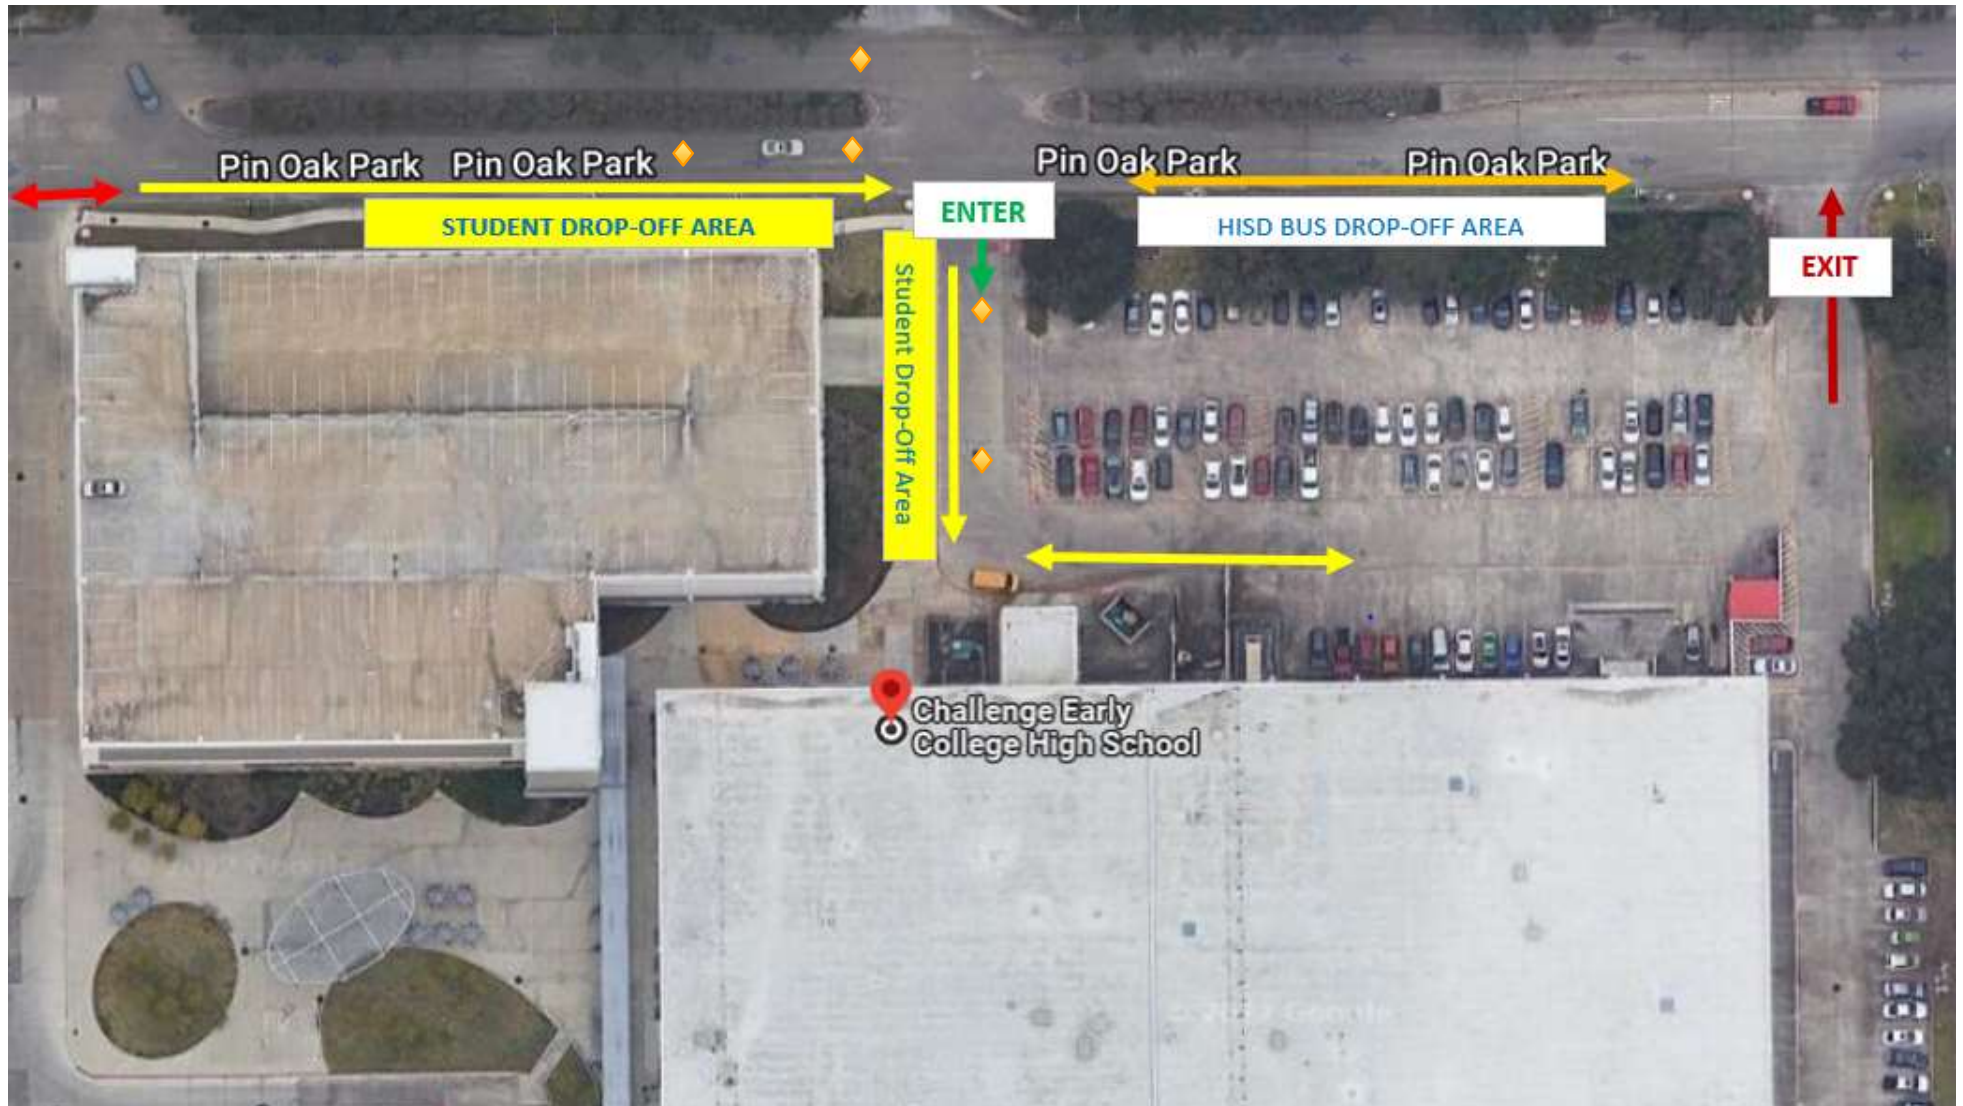 Pin Oak Park
Pin Oak Park
Pin Oak Park
Pin Oak Park
STUDENT DROP-OFF AREA
ENTER
HISD BUS DROP-OFF AREA
EXIT
Student Drop-Off Area
Challenge Early
College High School